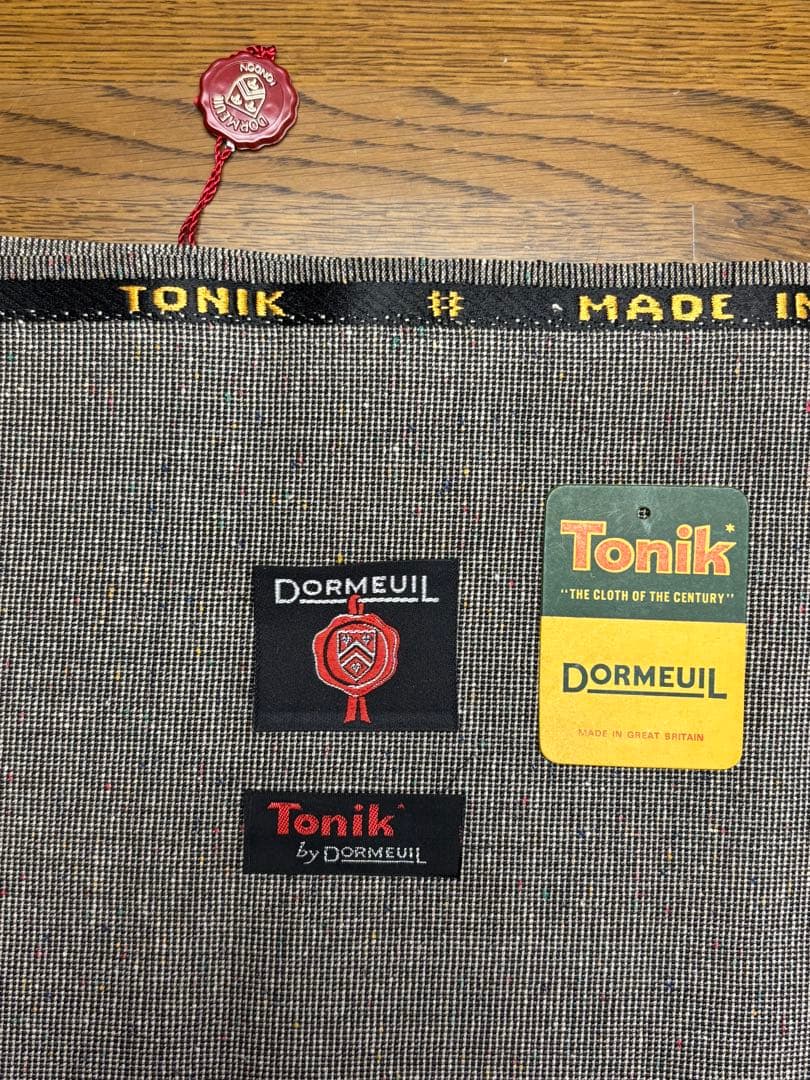 DORMEUIL
LONDON
TONIK # MADE IN
Tonik*
"THE CLOTH OF THE CENTURY"
DORMEUIL
MADE IN GREAT BRITAIN
DORMEUIL
Tonik
by DORMEUIL